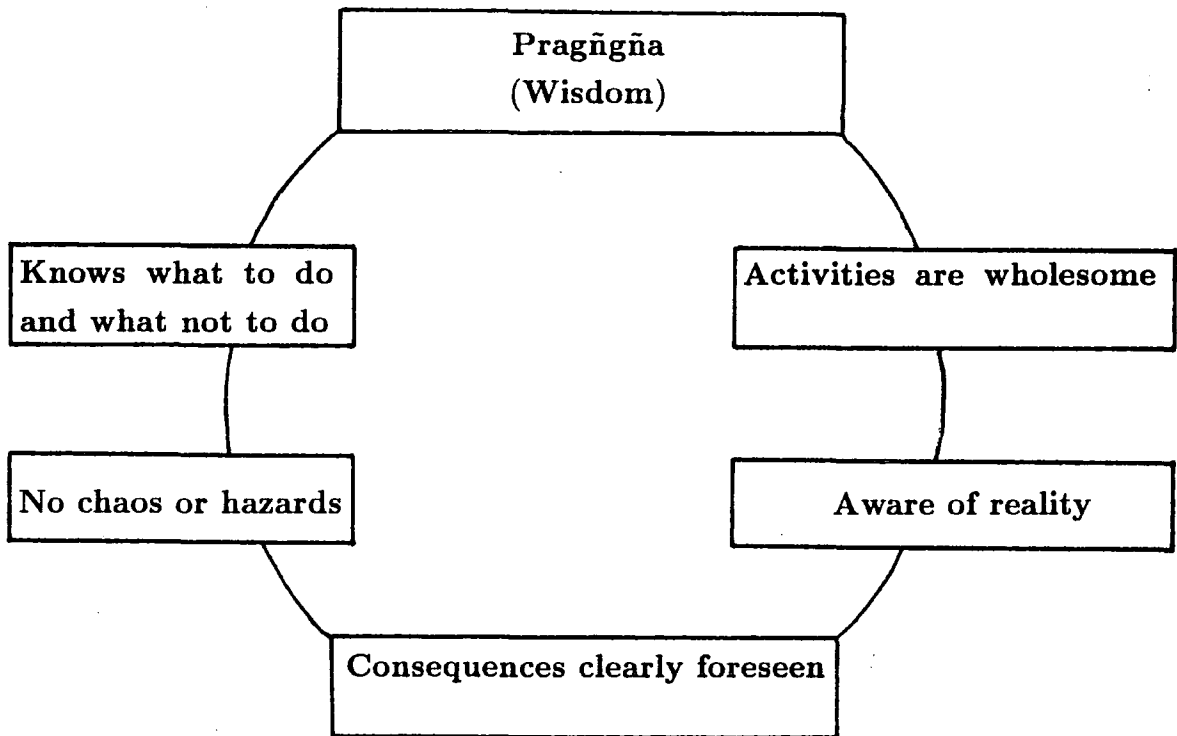 Pragñgña
(Wisdom)
Knows what to do
and what not to do
Activities are wholesome
No chaos or hazards
Aware of reality
Consequences clearly foreseen